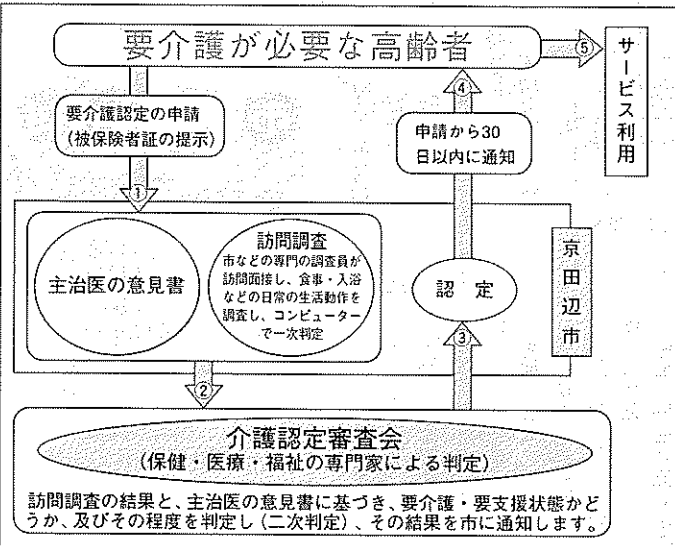 要介護が必要な高齢者
⑤
サービス利用
要介護認定の申請
(被保険者証の提示)
④
申請から30
日以内に通知
①
主治医の意見書
訪問調査
市などの専門の調査員が
訪問面接し、食事・入浴
などの日常の生活動作を
調査し、コンピューター
で一次判定
認定
京田辺市
②
③
介護認定審査会
(保健・医療・福祉の専門家による判定)
訪問調査の結果と、主治医の意見書に基づき、要介護・要支援状態かど
うか、及びその程度を判定し(二次判定)、その結果を市に通知します。